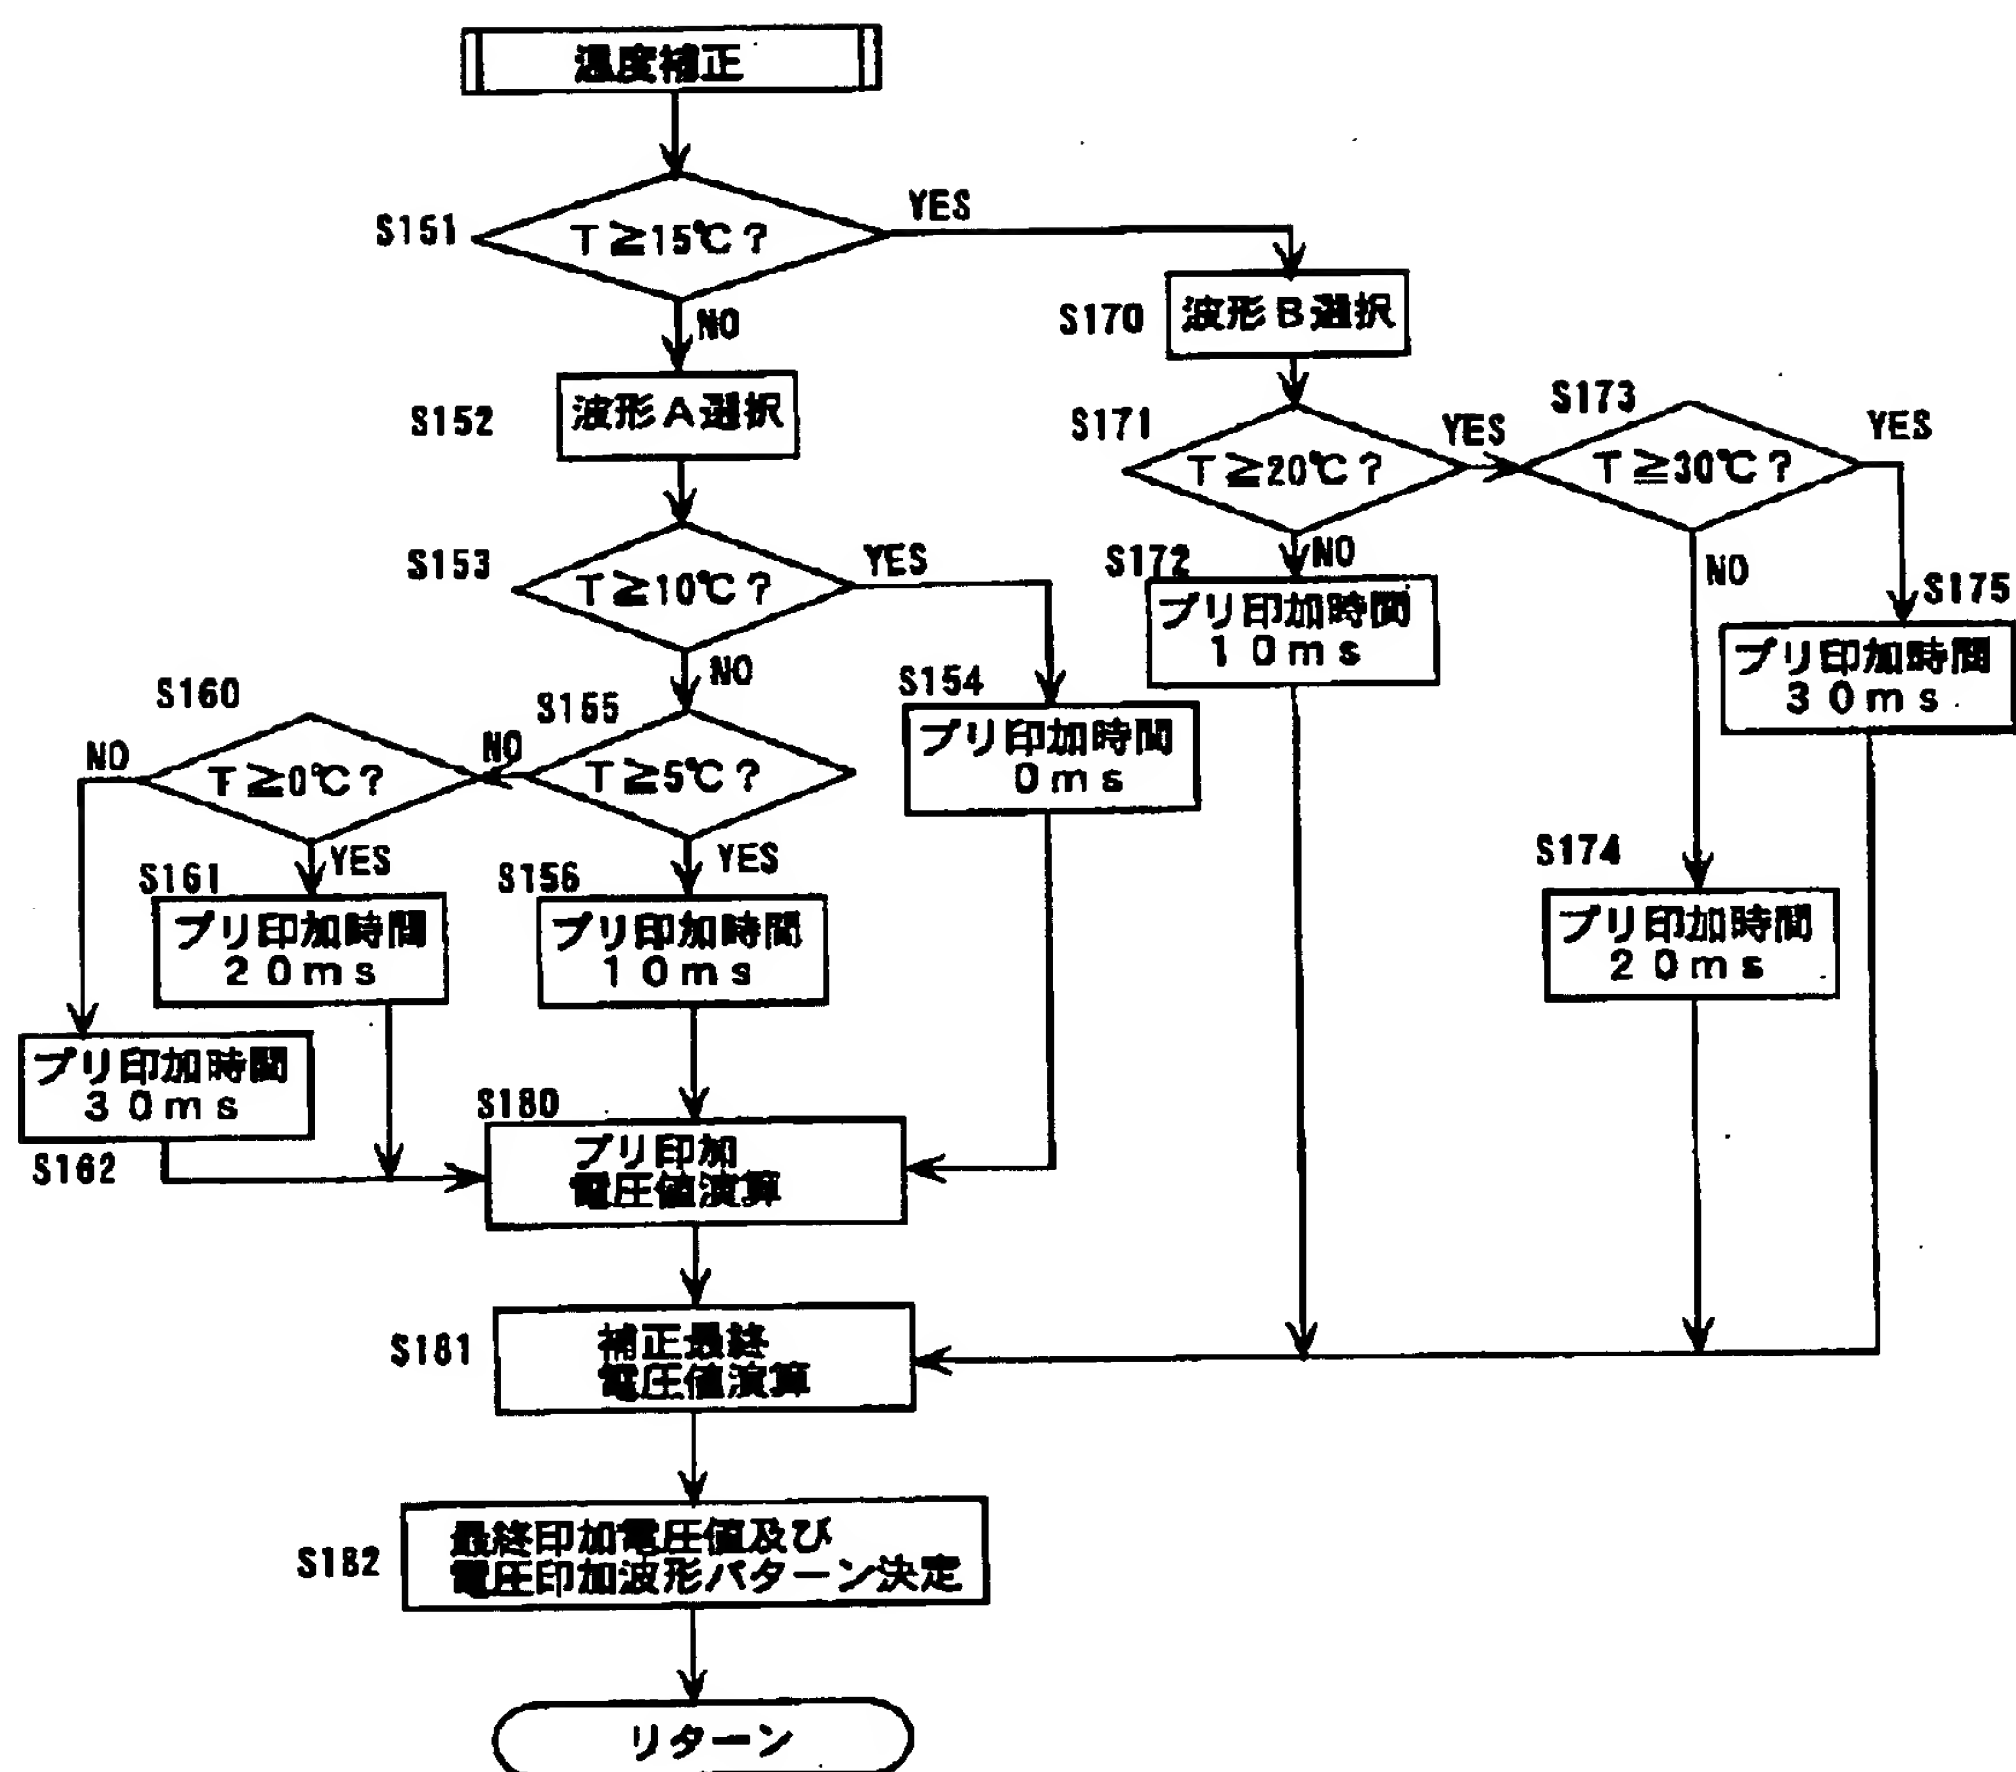 温度補正
S151
T≧15℃?
YES
NO
S170
波形B選択
S152
波形A選択
S171
T≧20℃?
YES
NO
S173
T≧30℃?
YES
NO
S153
T≧10℃?
YES
NO
S172
プリ印加時間
10ms
S175
プリ印加時間
30ms
S154
プリ印加時間
0ms
S155
T≧5℃?
NO
YES
S160
T≧0℃?
NO
YES
S161
プリ印加時間
20ms
S156
プリ印加時間
10ms
S174
プリ印加時間
20ms
プリ印加時間
30ms
S162
S180
プリ印加
電圧値演算
S181
補正最終
電圧値演算
S182
最終印加電圧値及び
電圧印加波形パターン決定
リターン